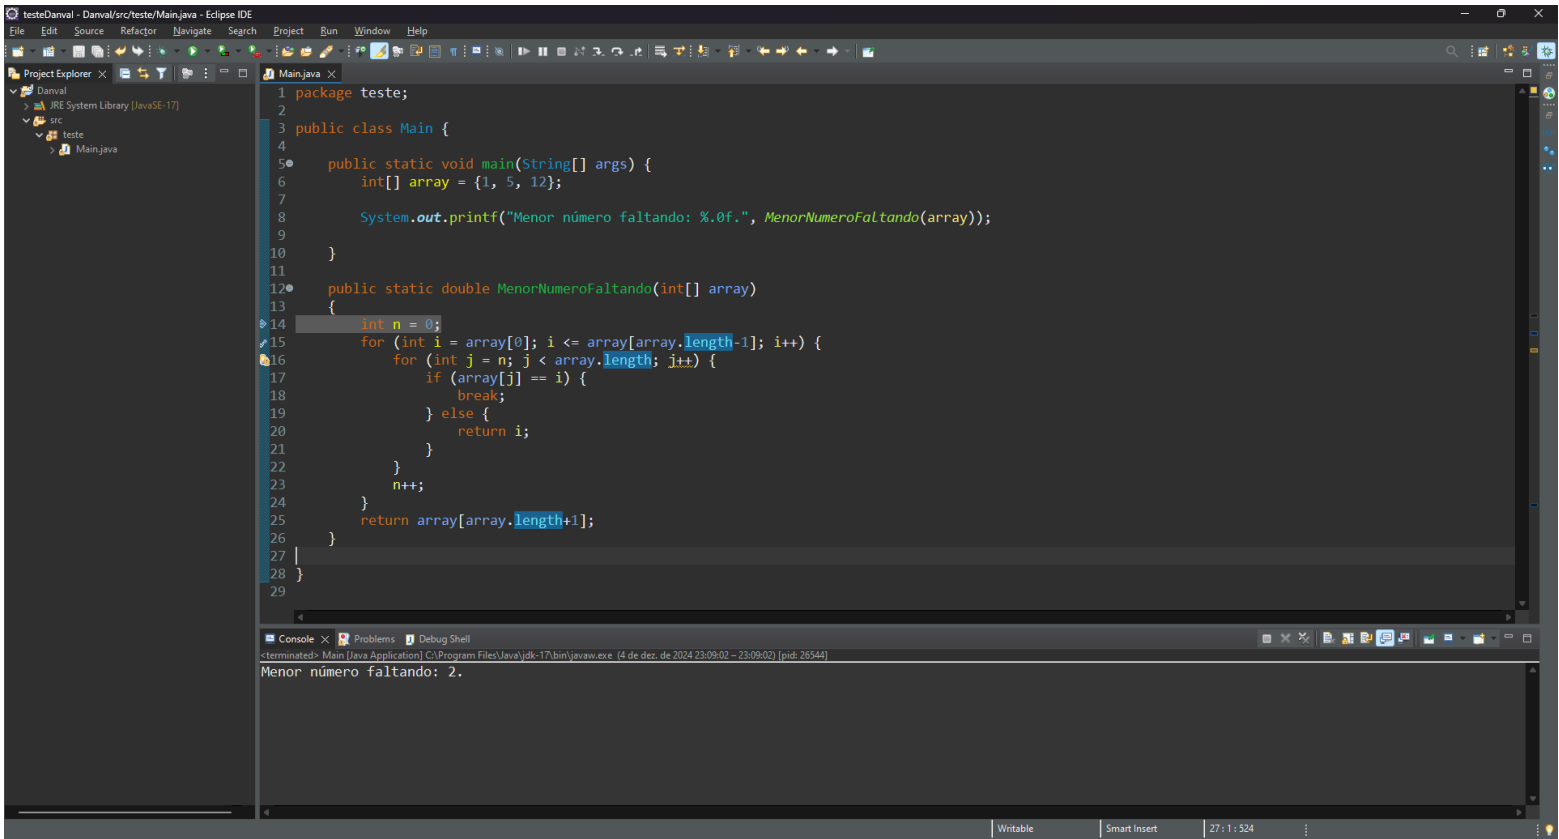 testeDanval - Danval/src/teste/Main.java - Eclipse IDE
File Edit Source Refactor Navigate Search Project Run Window Help
Project Explorer
Danval
JRE System Library [JavaSE-17]
src
teste
Main.java
Main.java
1 package teste;
2
3 public class Main {
4
5 public static void main(String[] args) {
6 int[] array = {1, 5, 12};
7
8 System.out.printf("Menor número faltando: %.0f.", MenorNumeroFaltando(array));
9
10 }
11
12 public static double MenorNumeroFaltando(int[] array)
13 {
14 int n = 0;
15 for (int i = array[0]; i <= array[array.length-1]; i++) {
16 for (int j = n; j < array.length; j++) {
17 if (array[j] == i) {
18 break;
19 } else {
20 return i;
21 }
22 }
23 n++;
24 }
25 return array[array.length+1];
26 }
27
28 }
29
Console Problems Debug Shell
<terminated> Main [Java Application] C:\Program Files\Java\jdk-17\bin\javaw.exe (4 de dez. de 2024 23:09:02 – 23:09:02) [pid: 26544]
Menor número faltando: 2.
Writable Smart Insert 27 : 1 : 524